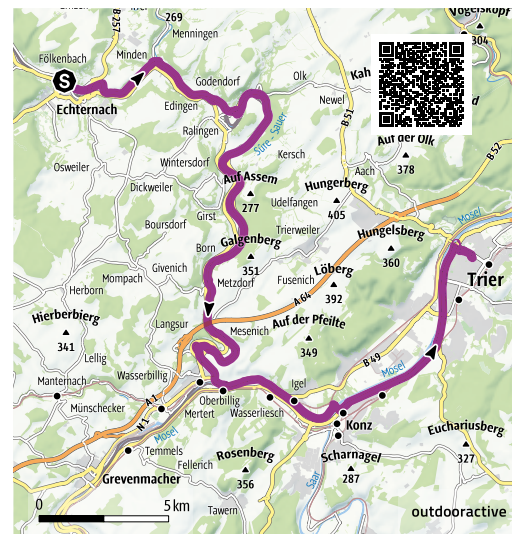 Vogelskopf
304
B 257
269
Menningen
Minden
Fölkenbach
S
Echternach
Godendorf
Edingen
Ralingen
Olk
Kah
Newel
B 51
Auf der Olk
378
B 52
Sûre - Sauer
Kersch
Aach
Osweiler
Wintersdorf
Dickweiler
Auf Assem
277
Udelfangen
Hungerberg
405
Mosel
Girst
Boursdorf
Trierweiler
Hungelsberg
360
Born
Galgenberg
351
Givenich
Mompach
Metzdorf
Fusenich
Löberg
392
Trier
Herborn
A 64
Hierberbierg
341
Langsur
Mesenich
Auf der Pfeilte
349
Lellig
B 49
Wasserbillig
Manternach
Igel
Mosel
Münschecker
A 1
N 1
Oberbillig
Mertert
Wasserliesch
Konz
Mosel
Temmels
Euchariusberg
327
Fellerich
Rosenberg
356
Scharnagel
287
Saar
Grevenmacher
Tawern
0
5 km
outdooractive